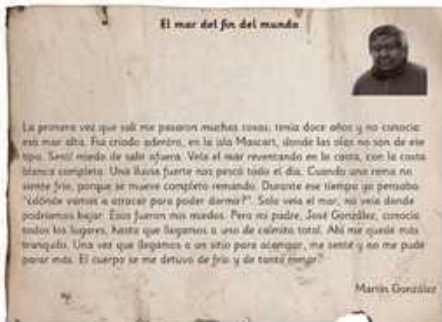 El mar del fin del mundo
La primera vez que salí me pasaron muchas cosas, tenía doce años y no conocía
esa mar alta. Fui criado adentro, en la isla Mascart, donde las olas no son de ese
tipo. Sentí miedo de salir afuera. Veía el mar reventando en la costa, con la costa
blanca completa. Una lluvia fuerte nos pescó todo el día. Cuando uno rema no
siente frío, porque se mueve completo remando. Durante ese tiempo yo pensaba
"¿dónde vamos a atracar para poder dormir?". Solo veía el mar, no veía donde
podríamos bajar. Esos fueron mis miedos. Pero mi padre, José González, conocía
todos los lugares, hasta que llegamos a uno de calmita total. Ahí me quedé más
tranquilo. Una vez que llegamos a un sitio para acampar, me senté y no me pude
parar más. El cuerpo se me detuvo de frío y de tanto remar."
Martín González